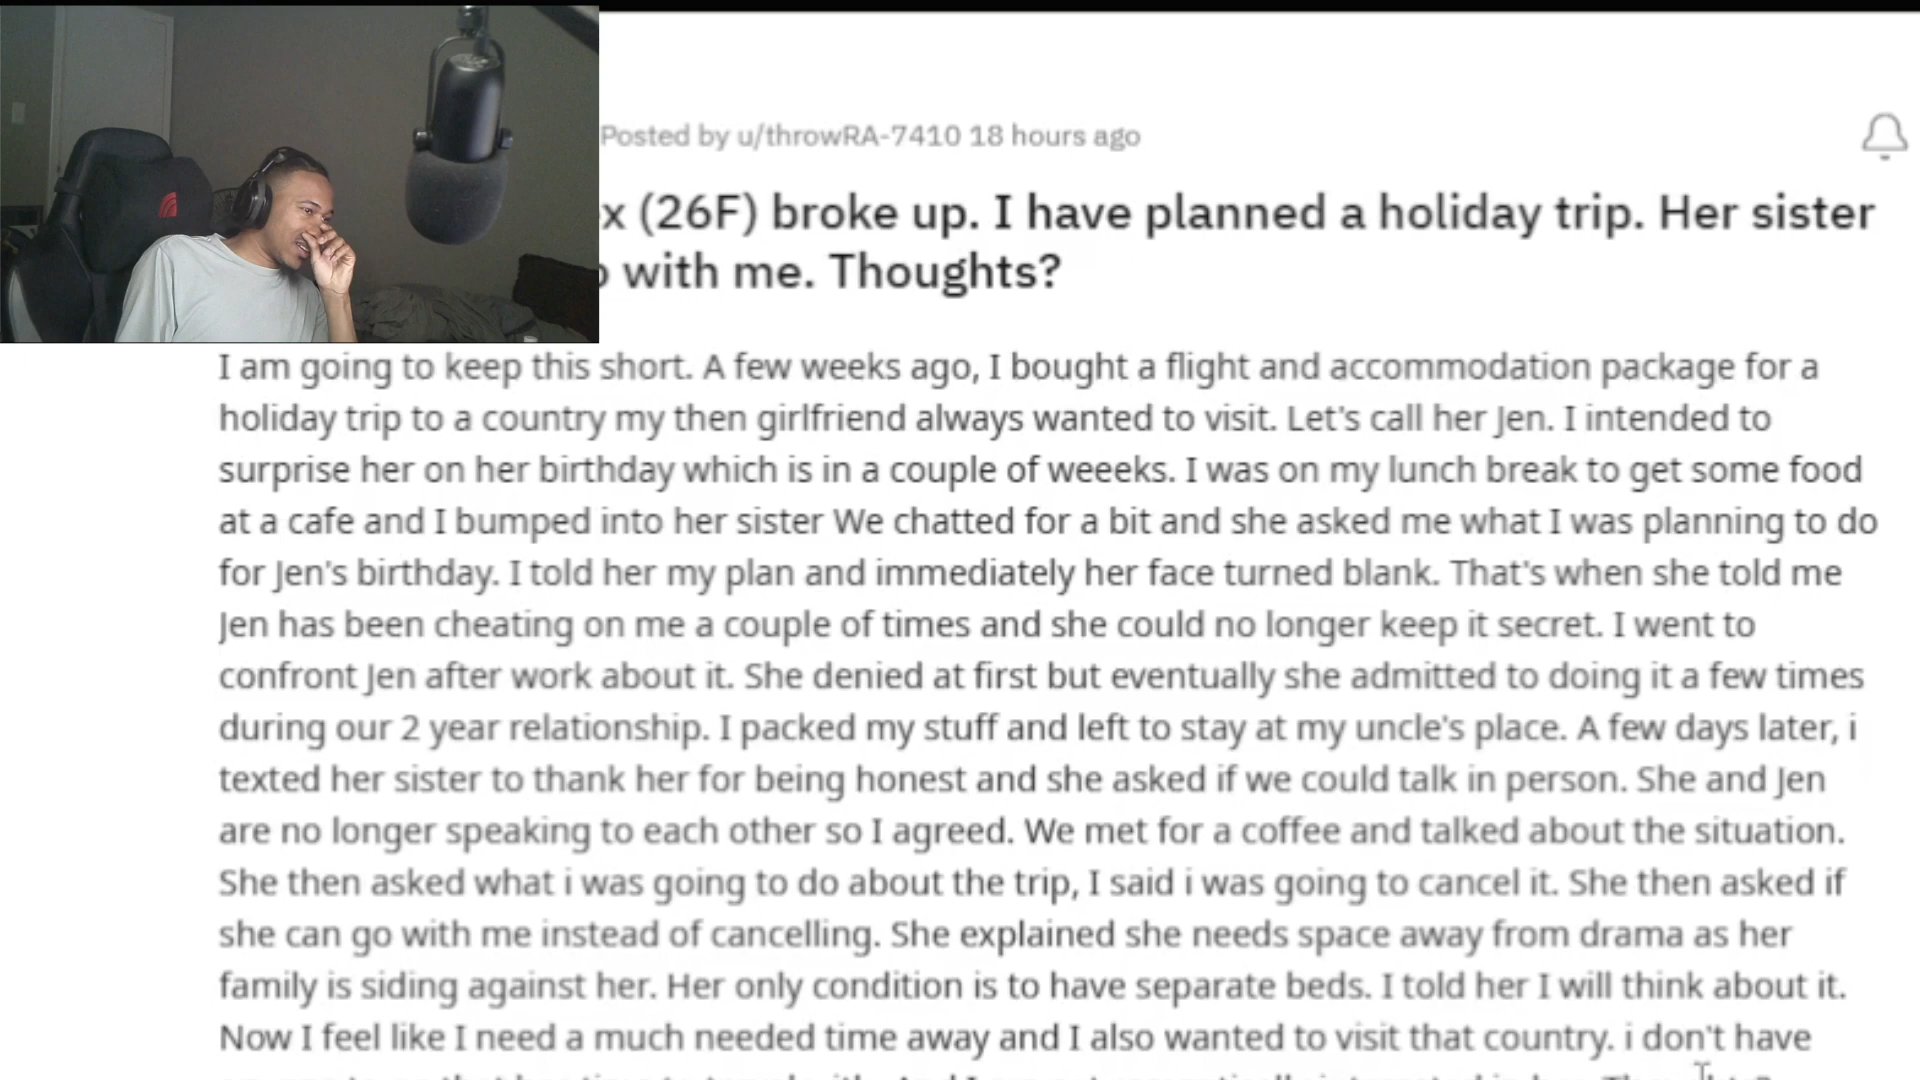 Posted by u/throwRA-7410 18 hours ago
x (26F) broke up. I have planned a holiday trip. Her sister
with me. Thoughts?
I am going to keep this short. A few weeks ago, I bought a flight and accommodation package for a
holiday trip to a country my then girlfriend always wanted to visit. Let's call her Jen. I intended to
surprise her on her birthday which is in a couple of weeeks. I was on my lunch break to get some food
at a cafe and I bumped into her sister We chatted for a bit and she asked me what I was planning to do
for Jen's birthday. I told her my plan and immediately her face turned blank. That's when she told me
Jen has been cheating on me a couple of times and she could no longer keep it secret. I went to
confront Jen after work about it. She denied at first but eventually she admitted to doing it a few times
during our 2 year relationship. I packed my stuff and left to stay at my uncle's place. A few days later, i
texted her sister to thank her for being honest and she asked if we could talk in person. She and Jen
are no longer speaking to each other so I agreed. We met for a coffee and talked about the situation.
She then asked what i was going to do about the trip, I said i was going to cancel it. She then asked if
she can go with me instead of cancelling. She explained she needs space away from drama as her
family is siding against her. Her only condition is to have separate beds. I told her I will think about it.
Now I feel like I need a much needed time away and I also wanted to visit that country. i don't have